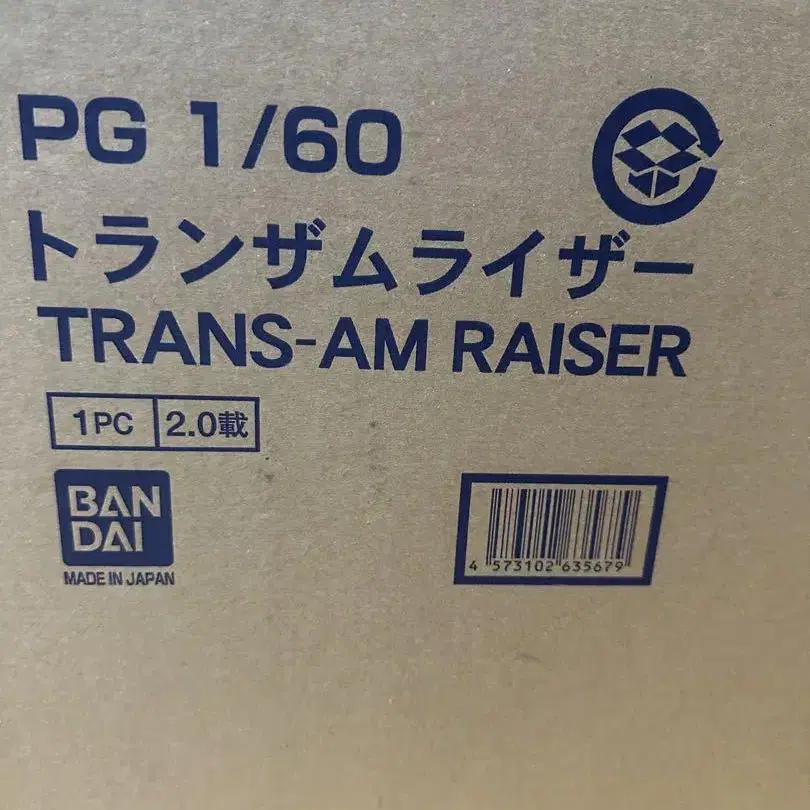 PG 1/60
トランザムライザー
TRANS-AM RAISER
1PC 2.0載
BAN
DAI
MADE IN JAPAN
4 573102 635679